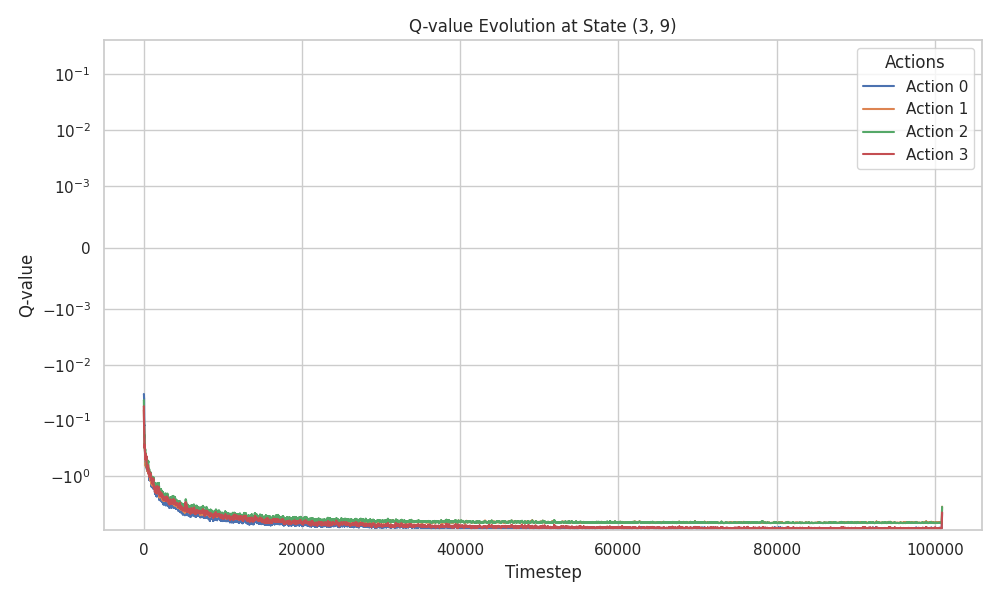 Q-value Evolution at State (3, 9)
Actions
Action 0
Action 1
Action 2
Action 3
Q-value
10⁻¹
10⁻²
10⁻³
0
−10⁻³
−10⁻²
−10⁻¹
−10⁰
0 20000 40000 60000 80000 100000
Timestep